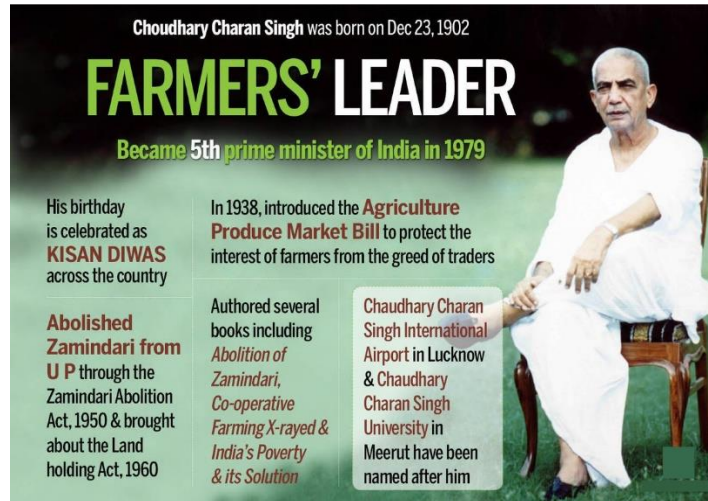 Choudhary Charan Singh was born on Dec 23, 1902
FARMERS' LEADER
Became 5th prime minister of India in 1979
His birthday
is celebrated as
KISAN DIWAS
across the country
In 1938, introduced the Agriculture
Produce Market Bill to protect the
interest of farmers from the greed of traders
Abolished
Zamindari from
U P through the
Zamindari Abolition
Act, 1950 & brought
about the Land
holding Act, 1960
Authored several
books including
Abolition of
Zamindari,
Co-operative
Farming X-rayed &
India's Poverty
& its Solution
Chaudhary Charan
Singh International
Airport in Lucknow
& Chaudhary
Charan Singh
University in
Meerut have been
named after him